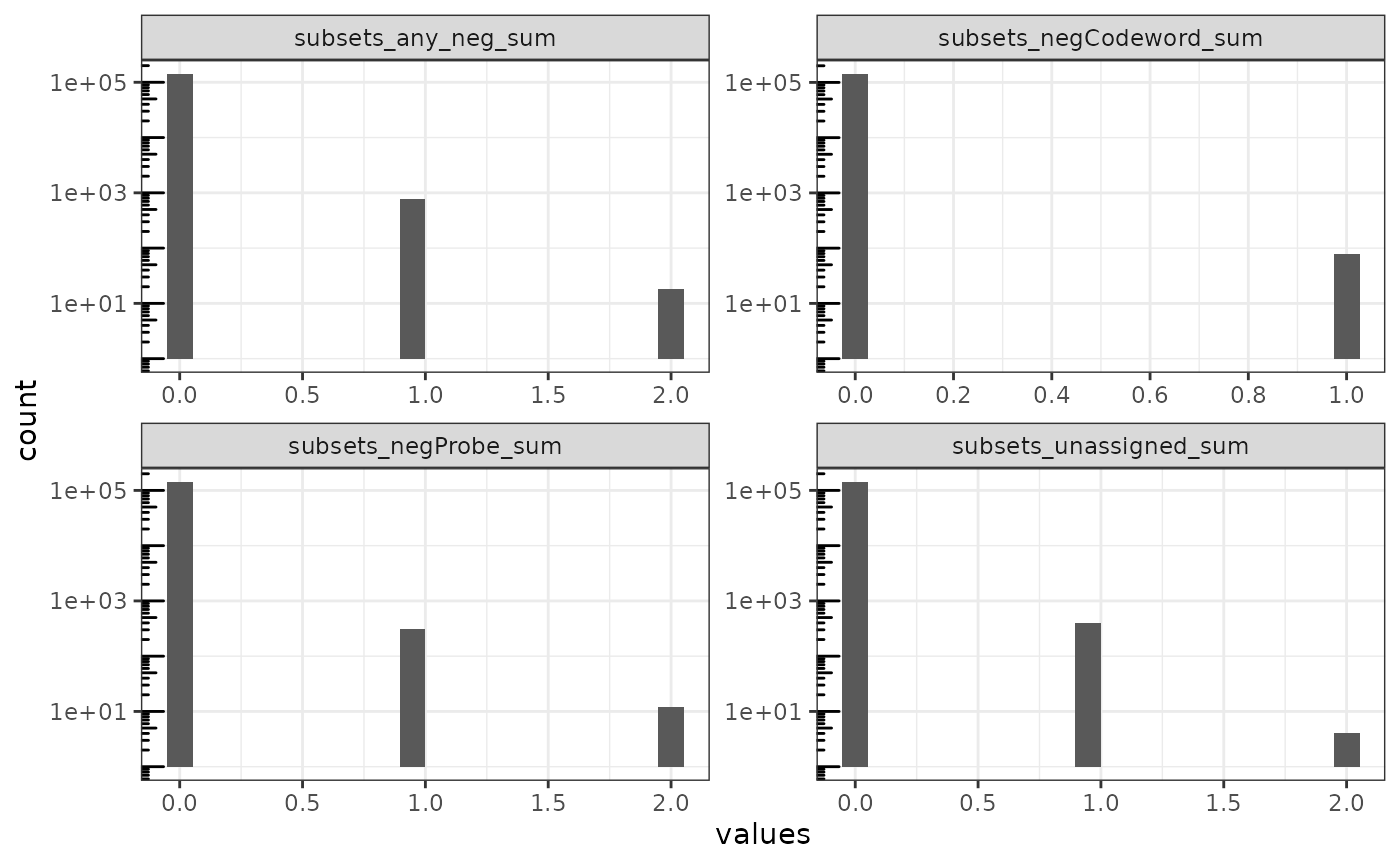 subsets_any_neg_sum
subsets_negCodeword_sum
1e+05
1e+03
1e+01
1e+05
1e+03
1e+01
0.0 0.5 1.0 1.5 2.0
0.0 0.2 0.4 0.6 0.8 1.0
count
subsets_negProbe_sum
subsets_unassigned_sum
1e+05
1e+03
1e+01
1e+05
1e+03
1e+01
0.0 0.5 1.0 1.5 2.0
0.0 0.5 1.0 1.5 2.0
values